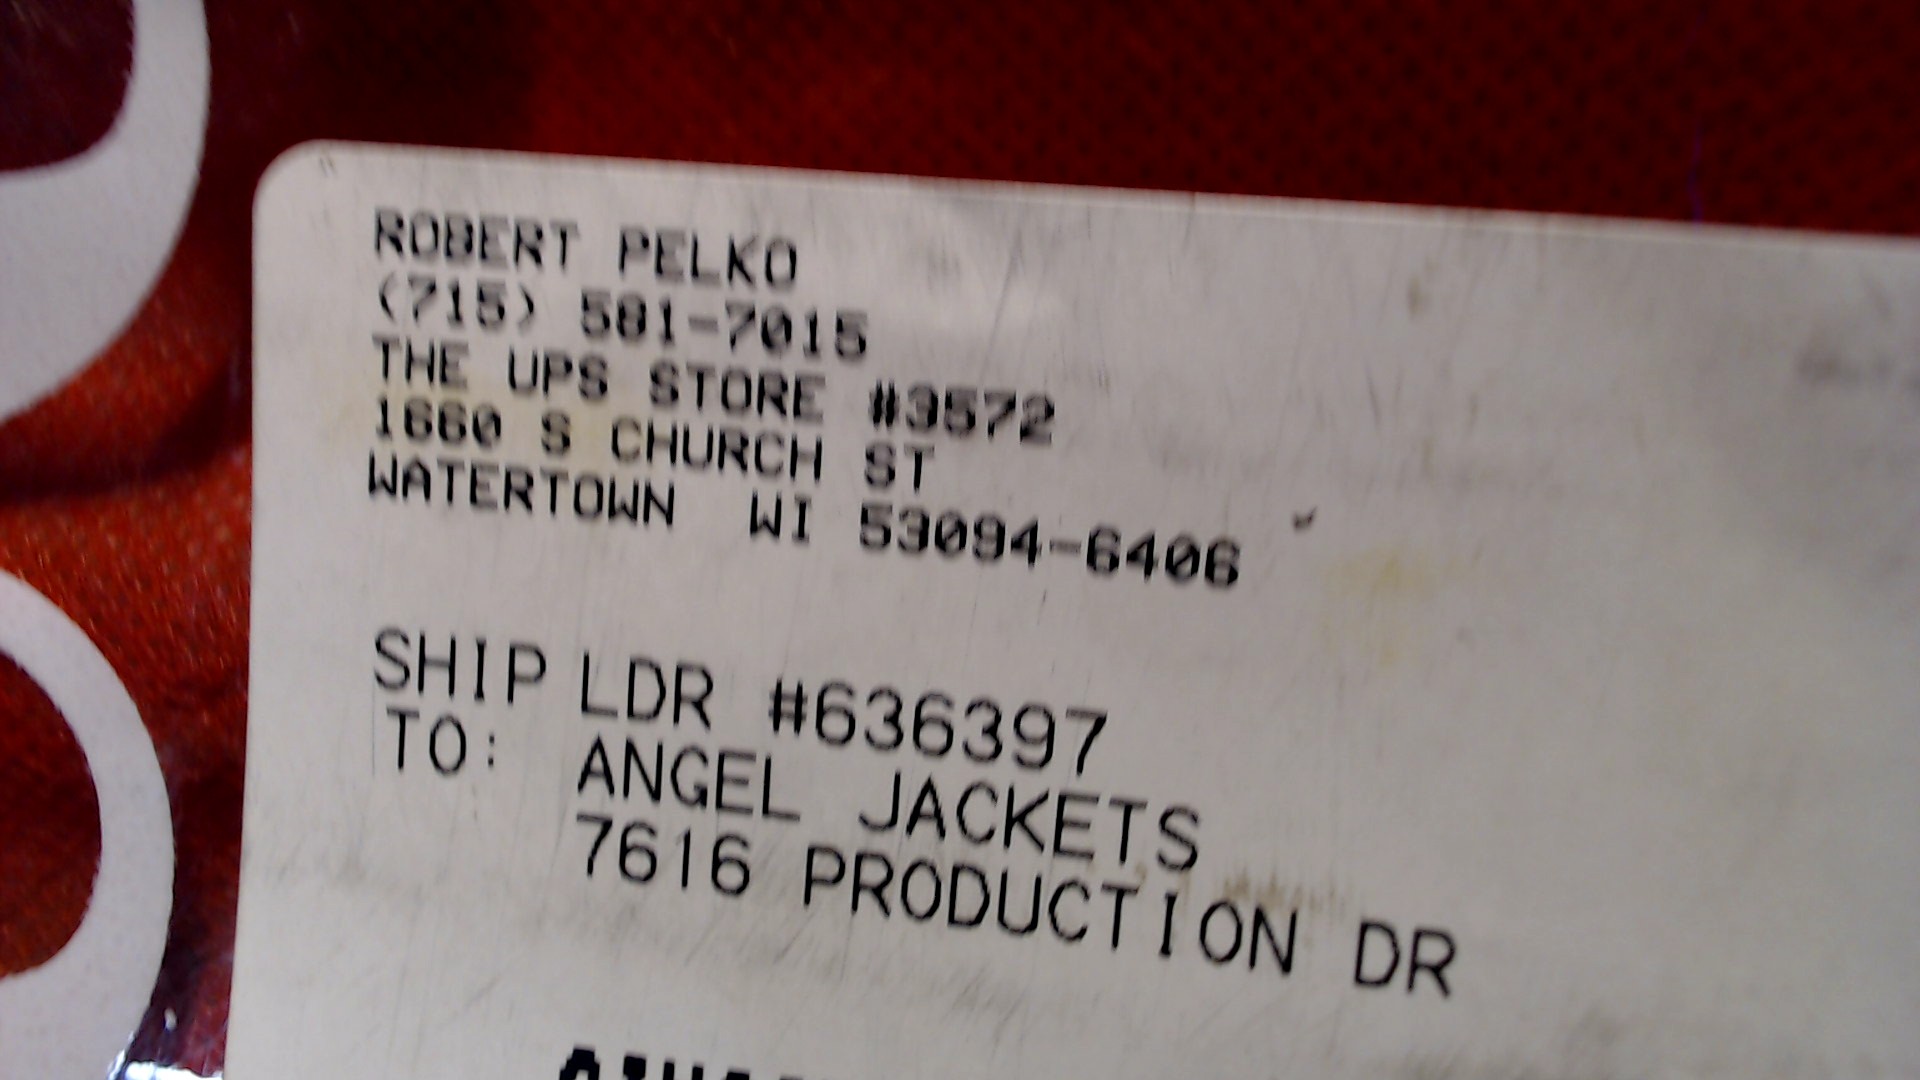 ROBERT PELKO
(715) 581-7015
THE UPS STORE #3572
1660 S CHURCH ST
WATERTOWN WI 53094-6406
SHIP LDR #636397
TO: ANGEL JACKETS
7616 PRODUCTION DR